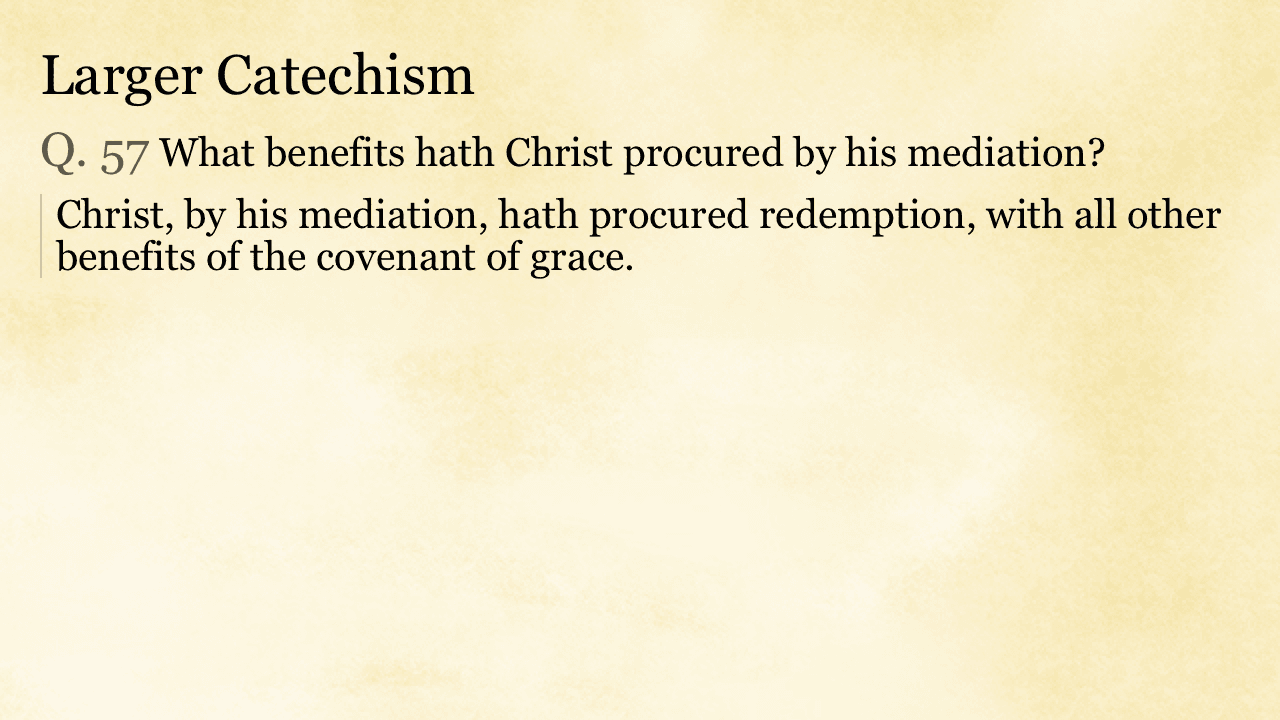 Larger Catechism
Q. 57 What benefits hath Christ procured by his mediation?
Christ, by his mediation, hath procured redemption, with all other
benefits of the covenant of grace.